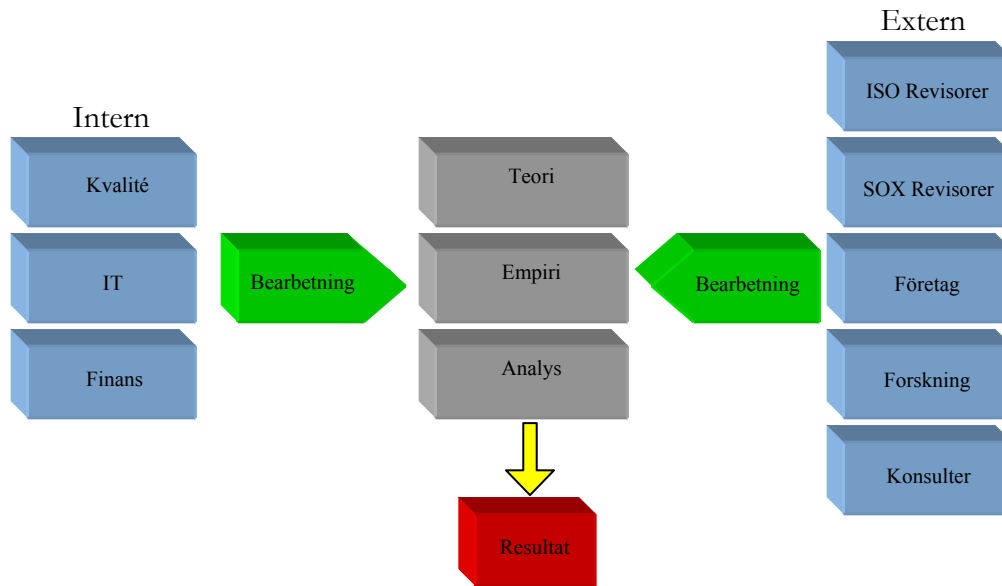 Intern
Kvalité
IT
Finans
Bearbetning
Teori
Empiri
Analys
Resultat
Bearbetning
Extern
ISO Revisorer
SOX Revisorer
Företag
Forskning
Konsulter